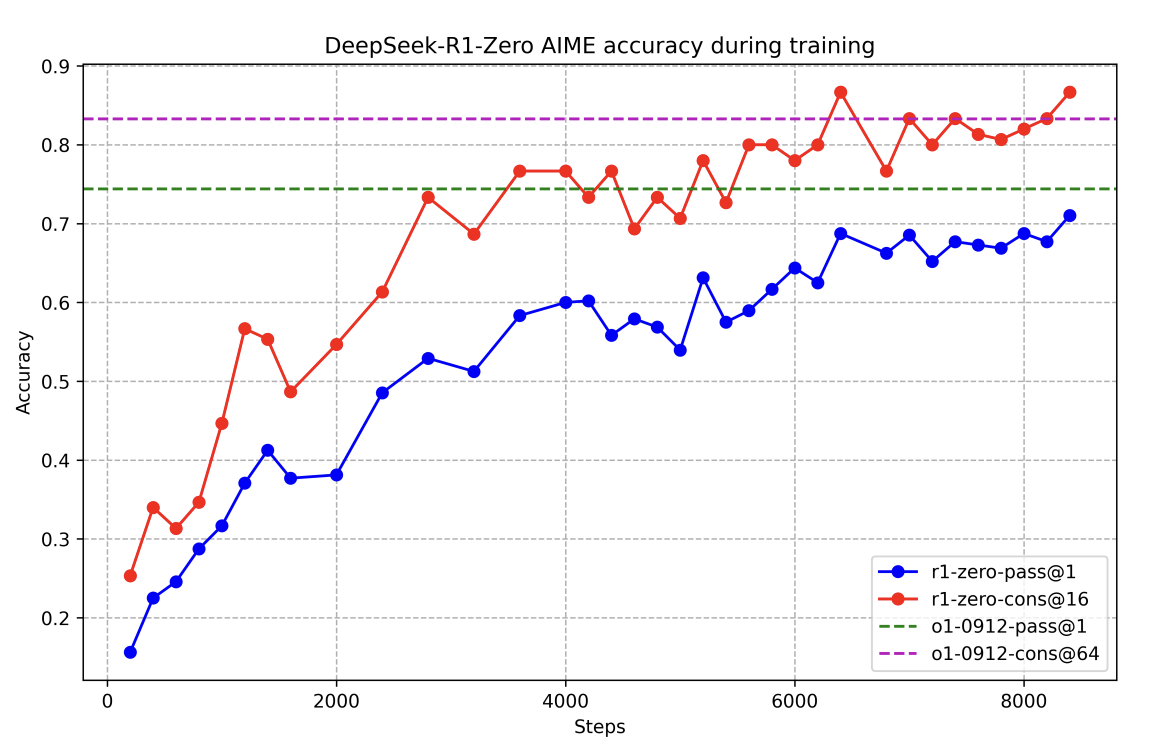 DeepSeek-R1-Zero AIME accuracy during training
0.9
0.8
0.7
0.6
0.5
0.4
0.3
0.2
Accuracy
0 2000 4000 6000 8000
Steps
r1-zero-pass@1
r1-zero-cons@16
o1-0912-pass@1
o1-0912-cons@64